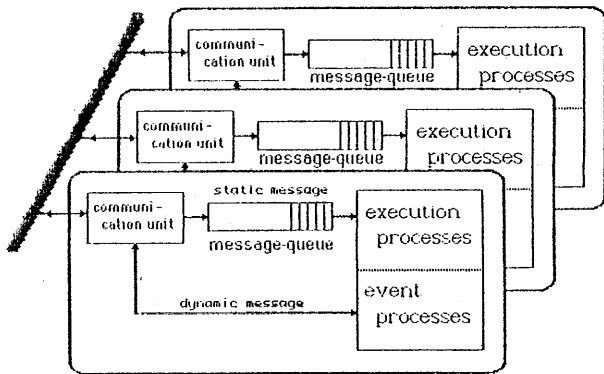 communi-
cation unit
message-queue
execution
processes
communi-
cation unit
message-queue
execution
processes
static message
communi-
cation unit
message-queue
execution
processes
dynamic message
event
processes